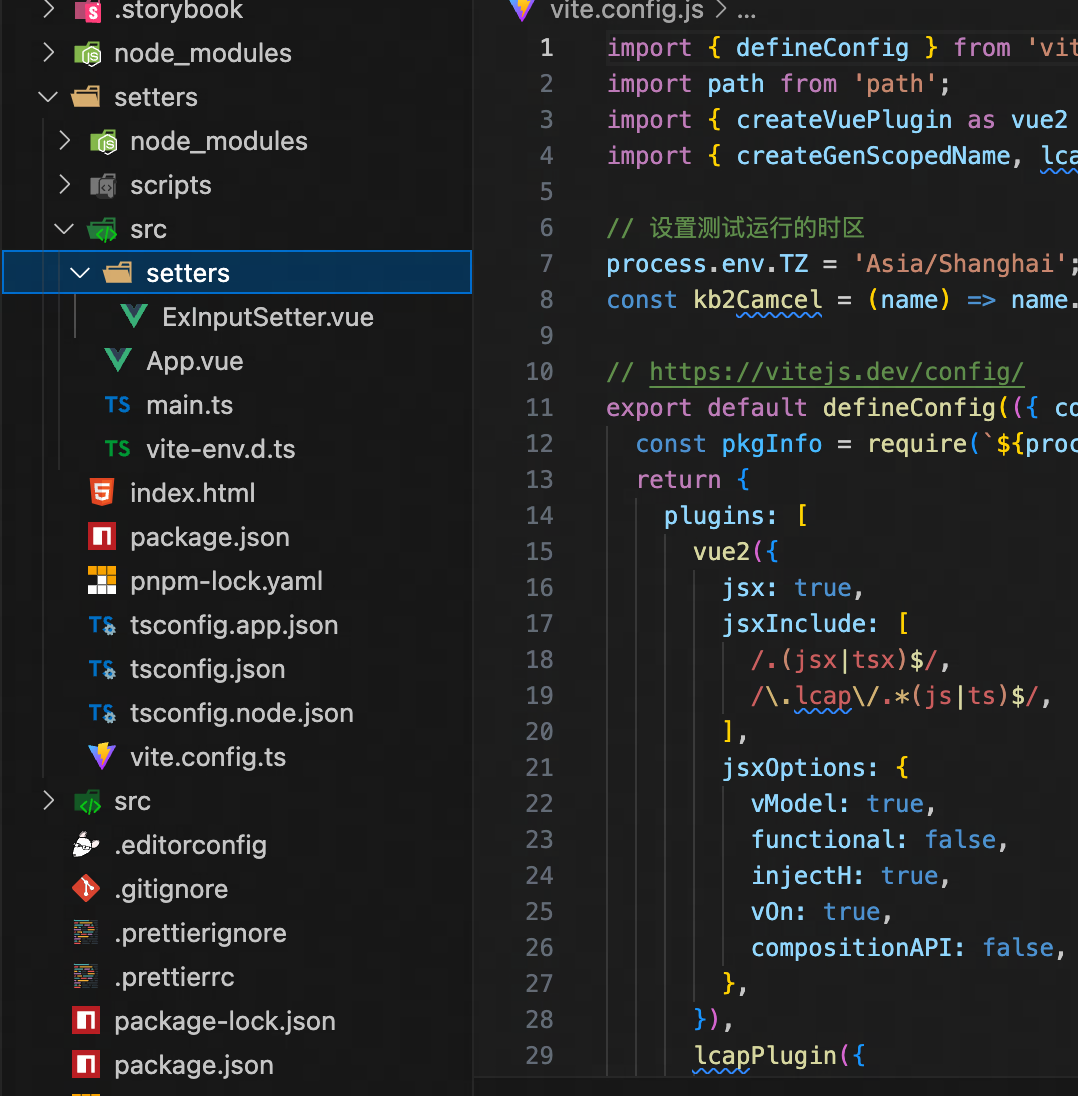 .storybook
node_modules
setters
node_modules
scripts
src
setters
ExInputSetter.vue
App.vue
TS main.ts
TS vite-env.d.ts
index.html
package.json
pnpm-lock.yaml
TS tsconfig.app.json
TS tsconfig.json
TS tsconfig.node.json
vite.config.ts
src
.editorconfig
.gitignore
.prettierignore
.prettierrc
package-lock.json
package.json
vite.config.js > ...
1 import { defineConfig } from 'vit
2 import path from 'path';
3 import { createVuePlugin as vue2
4 import { createGenScopedName, lca
5
6 // 设置测试运行的时区
7 process.env.TZ = 'Asia/Shanghai';
8 const kb2Camcel = (name) => name.
9
10 // https://vitejs.dev/config/
11 export default defineConfig(({ co
12 const pkgInfo = require(`${proc
13 return {
14 plugins: [
15 vue2({
16 jsx: true,
17 jsxInclude: [
18 /.(jsx|tsx)$/,
19 /\.lcap\/.*(js|ts)$/,
20 ],
21 jsxOptions: {
22 vModel: true,
23 functional: false,
24 injectH: true,
25 vOn: true,
26 compositionAPI: false,
27 },
28 }),
29 lcapPlugin({